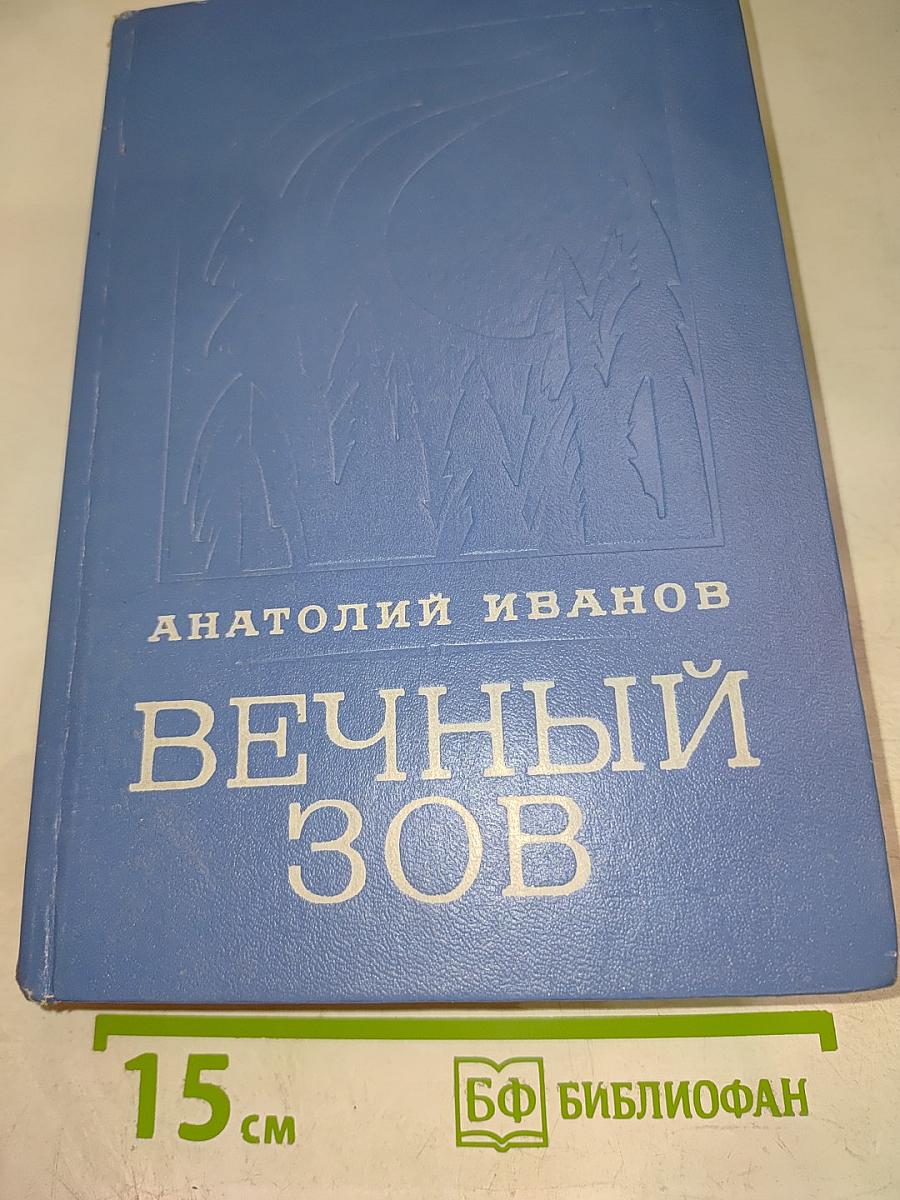 АНАТОЛИЙ ИВАНОВ
ВЕЧНЫЙ
ЗОВ
15 см
БФ БИБЛИОФАН